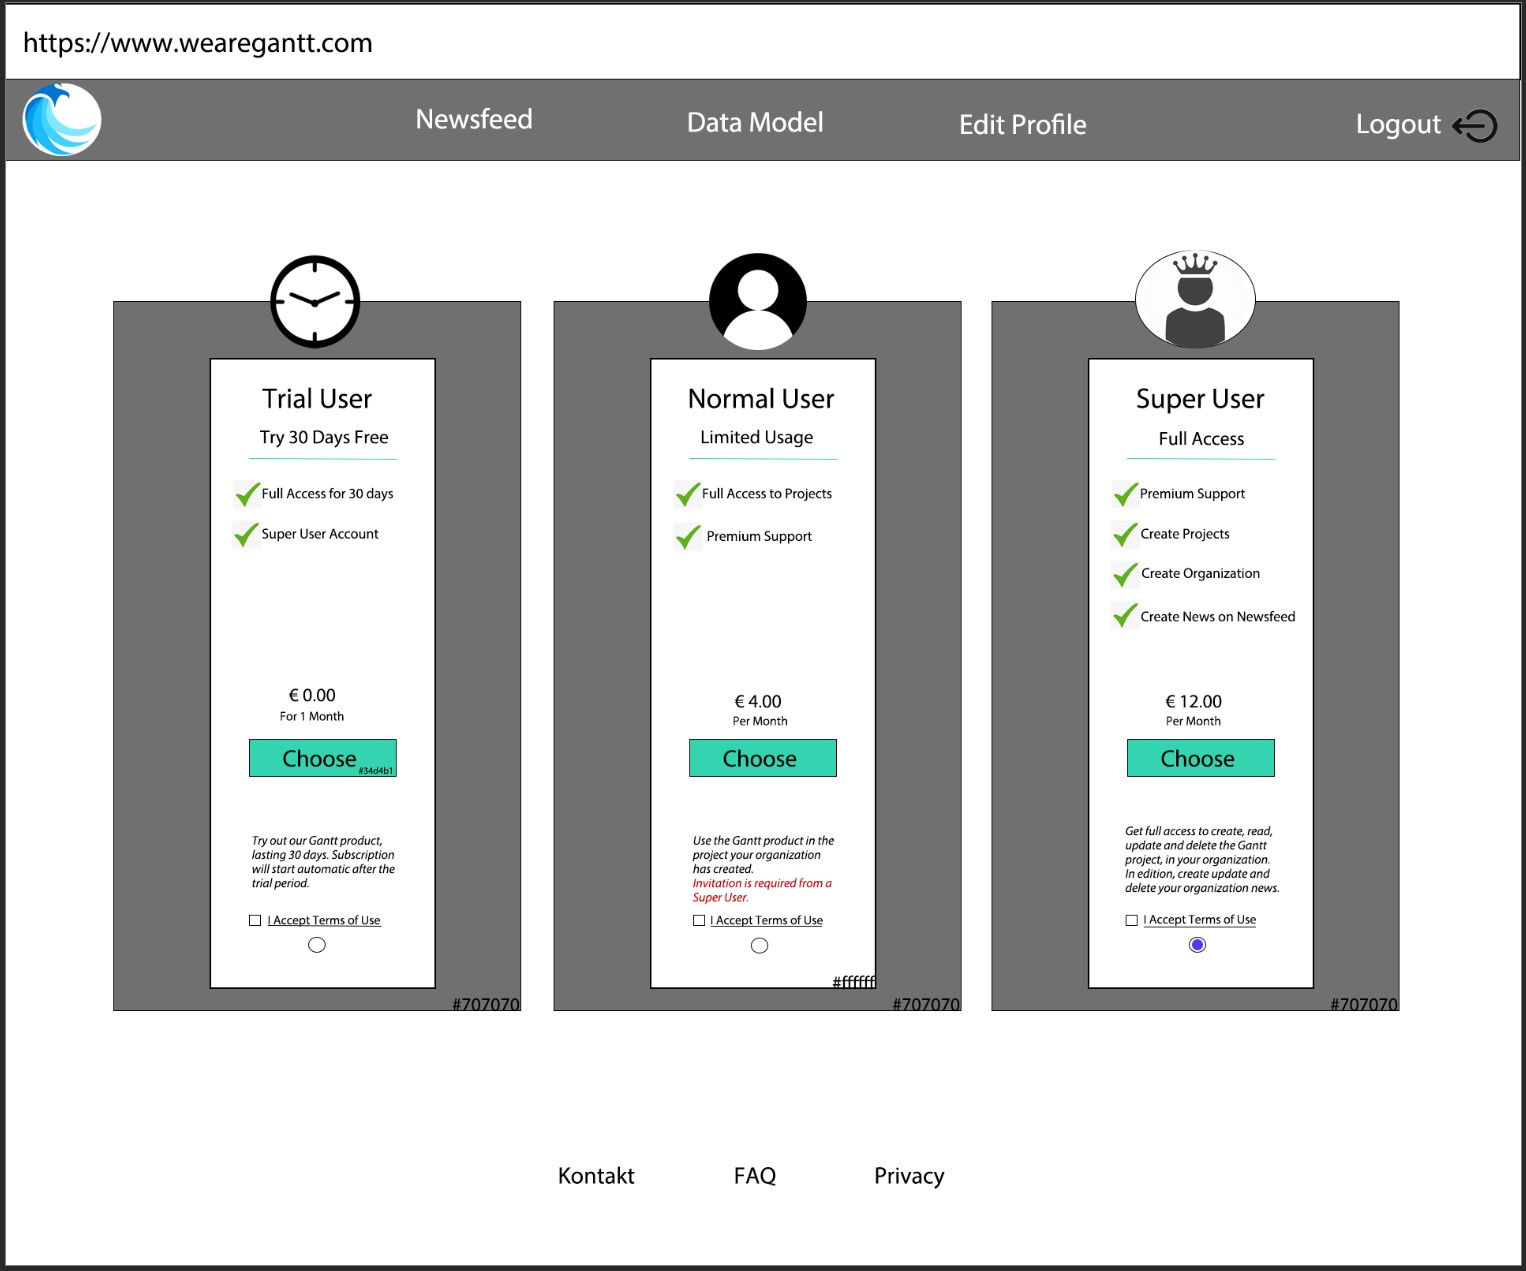 https://www.wearegantt.com
Newsfeed
Data Model
Edit Profile
Logout
Trial User
Try 30 Days Free
Full Access for 30 days
Super User Account
€ 0.00
For 1 Month
Choose
#34d4b1
Try out our Gantt product,
lasting 30 days. Subscription
will start automatic after the
trial period.
I Accept Terms of Use
#707070
Normal User
Limited Usage
Full Access to Projects
Premium Support
€ 4.00
Per Month
Choose
Use the Gantt product in the
project your organization
has created.
Invitation is required from a
Super User.
I Accept Terms of Use
#ffffff
#707070
Super User
Full Access
Premium Support
Create Projects
Create Organization
Create News on Newsfeed
€ 12.00
Per Month
Choose
Get full access to create, read,
update and delete the Gantt
project, in your organization.
In edition, create update and
delete your organization news.
I Accept Terms of Use
#707070
Kontakt
FAQ
Privacy